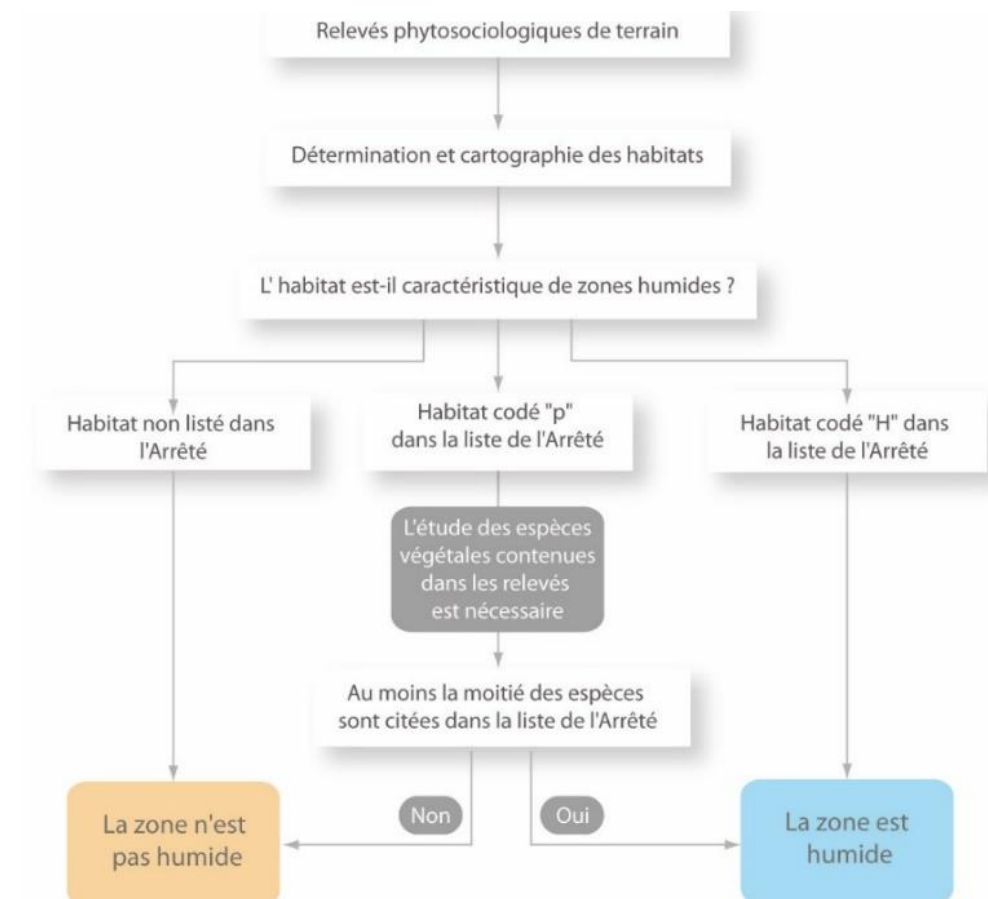 Relevés phytosociologiques de terrain
Détermination et cartographie des habitats
L' habitat est-il caractéristique de zones humides ?
Habitat non listé dans
l'Arrêté
Habitat codé "p"
dans la liste de l'Arrêté
Habitat codé "H" dans
la liste de l'Arrêté
L'étude des espèces
végétales contenues
dans les relevés
est nécessaire
Au moins la moitié des espèces
sont citées dans la liste de l'Arrêté
Non
Oui
La zone n'est
pas humide
La zone est
humide